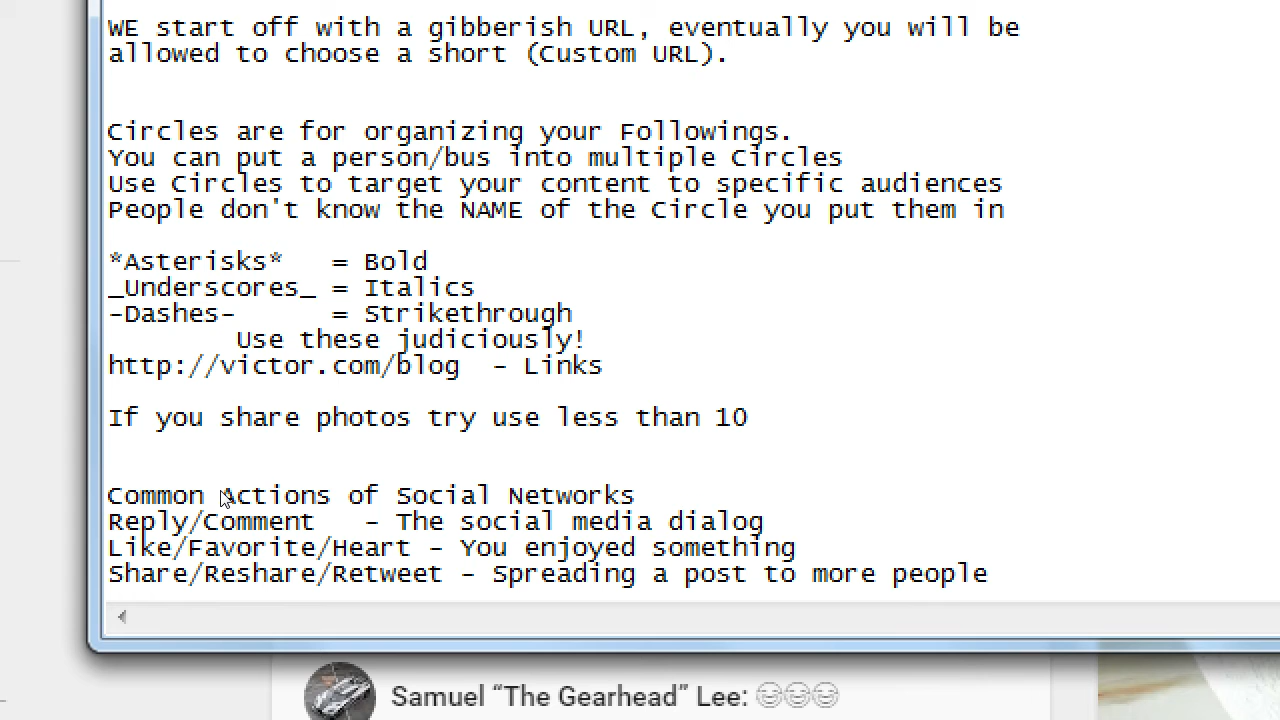 WE start off with a gibberish URL, eventually you will be
allowed to choose a short (Custom URL).
Circles are for organizing your Followings.
You can put a person/bus into multiple Circles
Use Circles to target your content to specific audiences
People don't know the NAME of the Circle you put them in
*Asterisks* = Bold
_Underscores_ = Italics
-Dashes- = Strikethrough
Use these judiciously!
http://victor.com/blog - Links
If you share photos try use less than 10
Common Actions of Social Networks
Reply/Comment - The social media dialog
Like/Favorite/Heart - You enjoyed something
Share/Reshare/Retweet - Spreading a post to more people
Samuel “The Gearhead” Lee: 😊😊😊